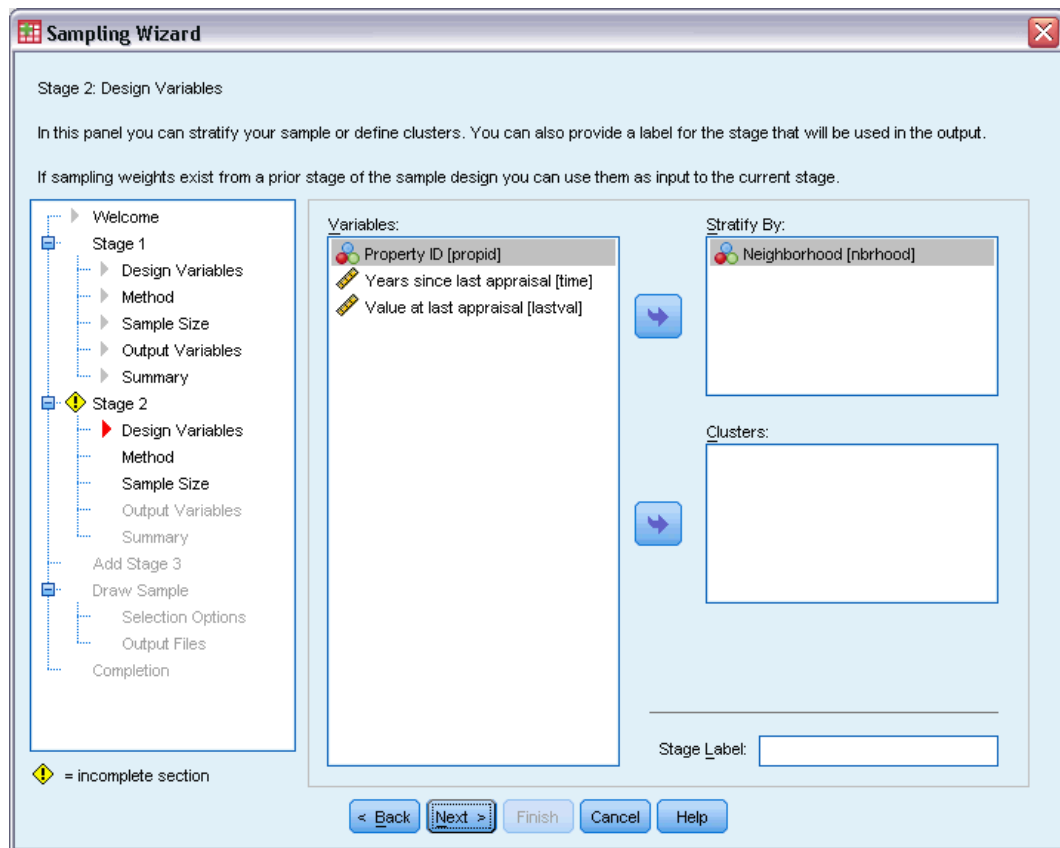 Sampling Wizard
Stage 2: Design Variables
In this panel you can stratify your sample or define clusters. You can also provide a label for the stage that will be used in the output.
If sampling weights exist from a prior stage of the sample design you can use them as input to the current stage.
Welcome
Stage 1
Design Variables
Method
Sample Size
Output Variables
Summary
Stage 2
Design Variables
Method
Sample Size
Output Variables
Summary
Add Stage 3
Draw Sample
Selection Options
Output Files
Completion
! = incomplete section
Variables:
Property ID [propid]
Years since last appraisal [time]
Value at last appraisal [lastval]
Stratify By:
Neighborhood [nbrhood]
Clusters:
Stage Label:
< Back Next > Finish Cancel Help